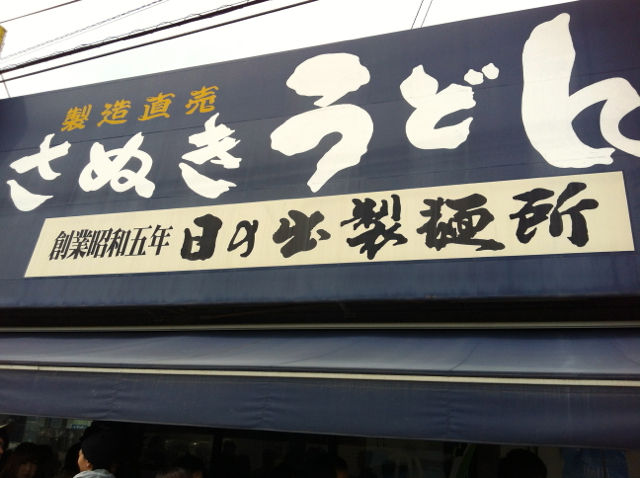 製造直売
さぬきうどん
創業昭和五年 日の出製麺所